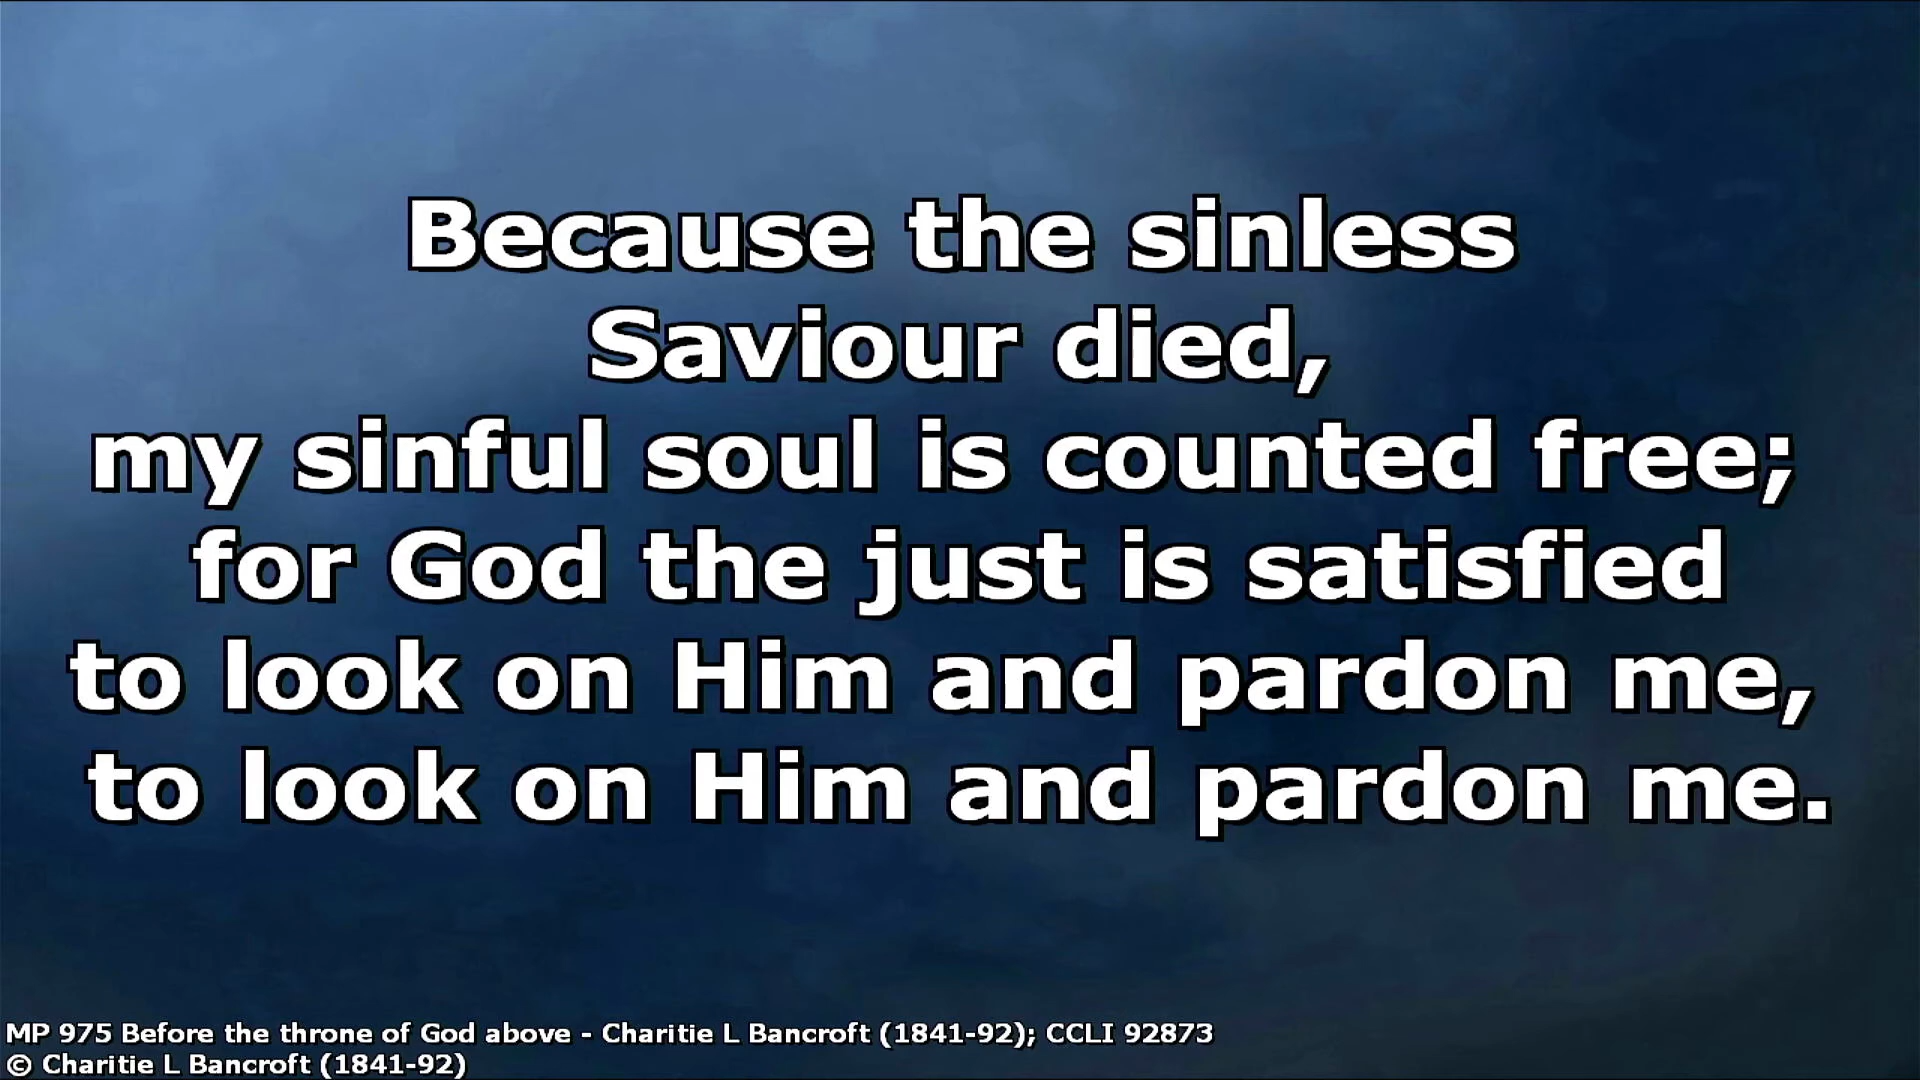 Because the sinless
Saviour died,
my sinful soul is counted free;
for God the just is satisfied
to look on Him and pardon me,
to look on Him and pardon me.
MP 975 Before the throne of God above - Charitie L Bancroft (1841-92); CCLI 92873
© Charitie L Bancroft (1841-92)